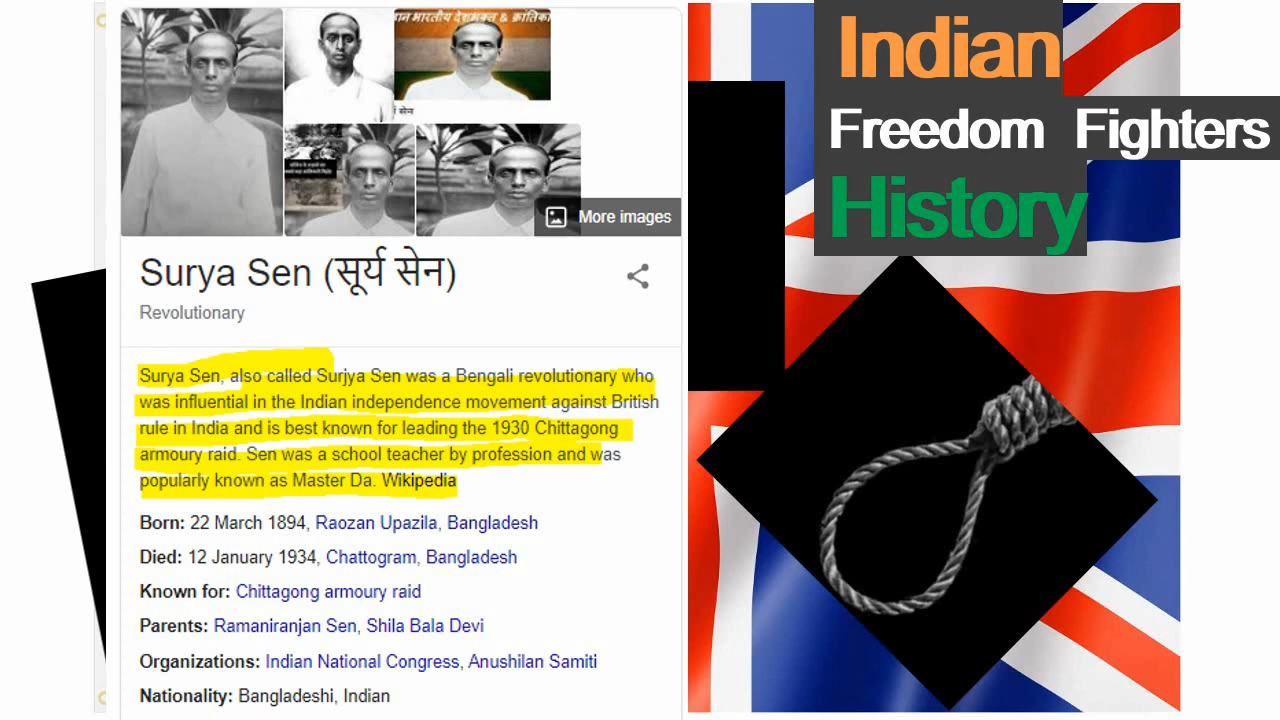 महान भारतीय देशभक्त & क्रांतिका
सेन
More images
Surya Sen (सूर्य सेन)
Revolutionary
Surya Sen, also called Surjya Sen was a Bengali revolutionary who
was influential in the Indian independence movement against British
rule in India and is best known for leading the 1930 Chittagong
armoury raid. Sen was a school teacher by profession and was
popularly known as Master Da. Wikipedia
Born: 22 March 1894, Raozan Upazila, Bangladesh
Died: 12 January 1934, Chattogram, Bangladesh
Known for: Chittagong armoury raid
Parents: Ramaniranjan Sen, Shila Bala Devi
Organizations: Indian National Congress, Anushilan Samiti
Nationality: Bangladeshi, Indian
Indian
Freedom Fighters
History